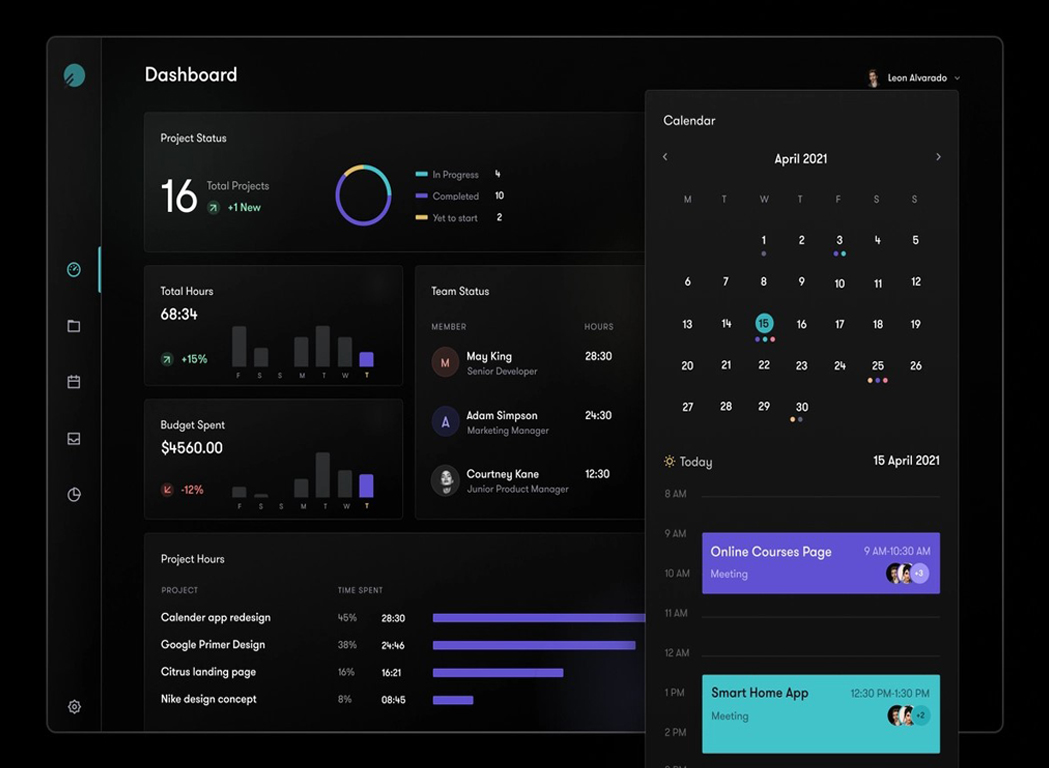 Dashboard
Leon Alvarado
Project Status
16
Total Projects
+1 New
In Progress 4
Completed 10
Yet to start 2
Total Hours
68:34
+15%
F S S M T W T
Budget Spent
$4560.00
-12%
F S S M T W T
Team Status
MEMBER HOURS
M
May King 28:30
Senior Developer
A
Adam Simpson 24:30
Marketing Manager
Courtney Kane 12:30
Junior Product Manager
Project Hours
PROJECT TIME SPENT
Calender app redesign 45% 28:30
Google Primer Design 38% 24:46
Citrus landing page 16% 16:21
Nike design concept 8% 08:45
Calendar
April 2021
M T W T F S S
1 2 3 4 5
6 7 8 9 10 11 12
13 14 15 16 17 18 19
20 21 22 23 24 25 26
27 28 29 30
Today 15 April 2021
8 AM
9 AM
Online Courses Page 9 AM-10:30 AM
10 AM Meeting +3
11 AM
12 AM
1 PM Smart Home App 12:30 PM-1:30 PM
Meeting +2
2 PM